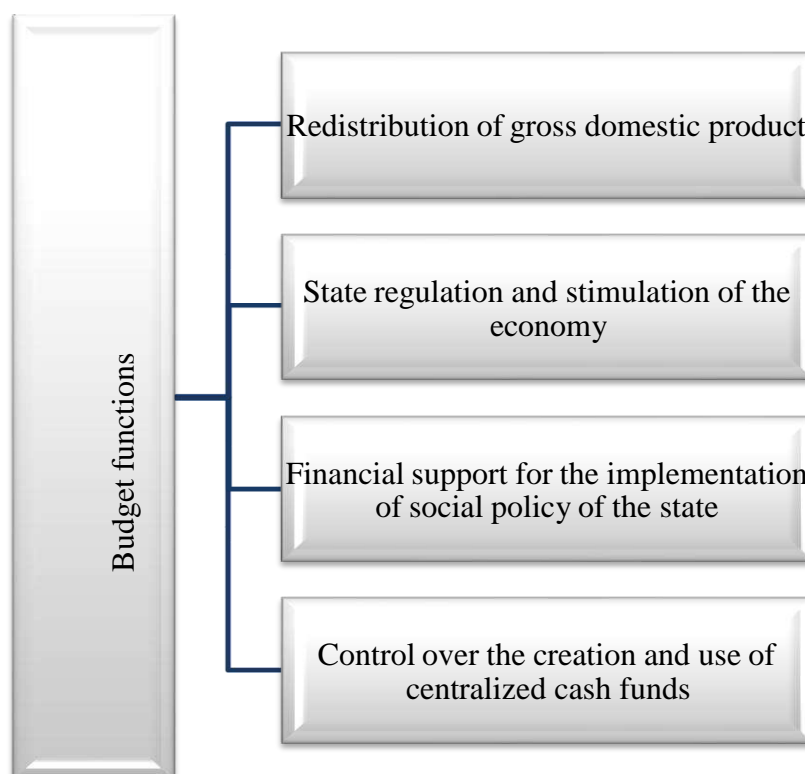 Budget functions
Redistribution of gross domestic product
State regulation and stimulation of the
economy
Financial support for the implementation
of social policy of the state
Control over the creation and use of
centralized cash funds